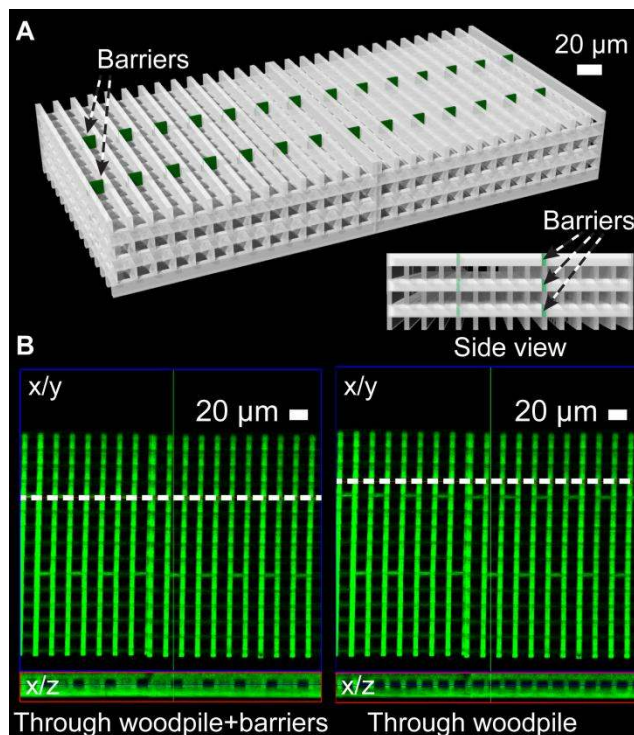 A
Barriers
20 µm
Barriers
Side view
B
x/y
20 µm
x/y
20 µm
x/z
x/z
Through woodpile+barriers
Through woodpile